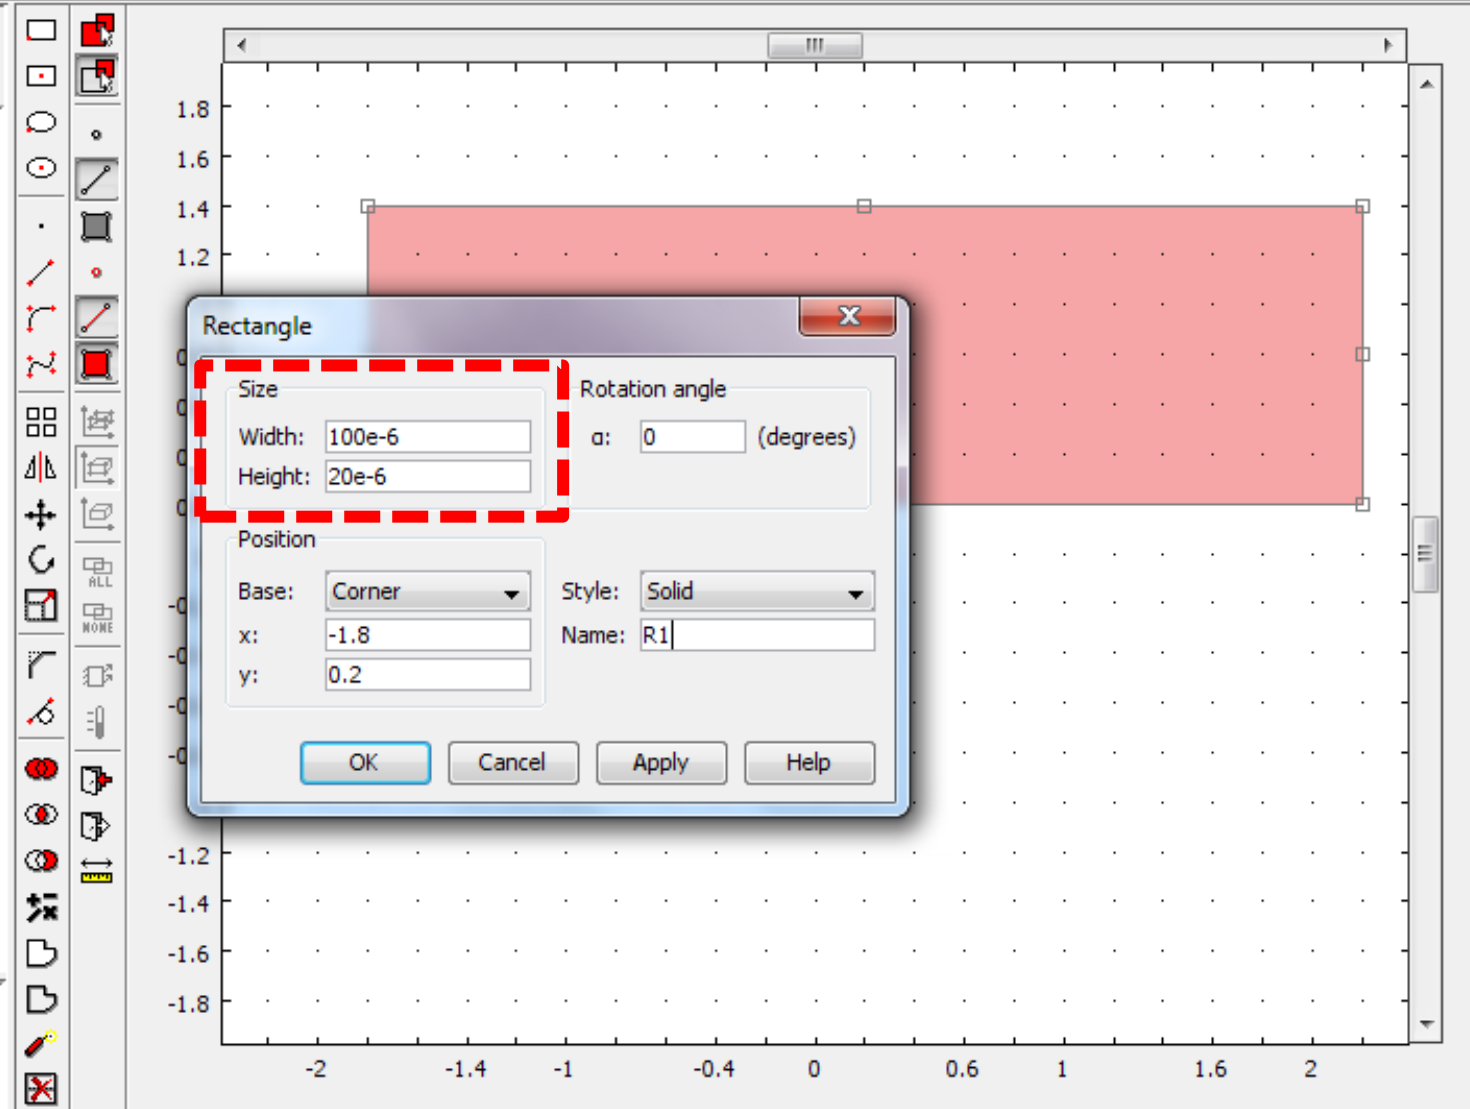 1.8
1.6
1.4
1.2
Rectangle
Size
Width: 100e-6
Height: 20e-6
Rotation angle
α: 0 (degrees)
Position
Base: Corner
x: -1.8
y: 0.2
Style: Solid
Name: R1
OK Cancel Apply Help
ALL
NONE
-1.2
-1.4
-1.6
-1.8
-2 -1.4 -1 -0.4 0 0.6 1 1.6 2